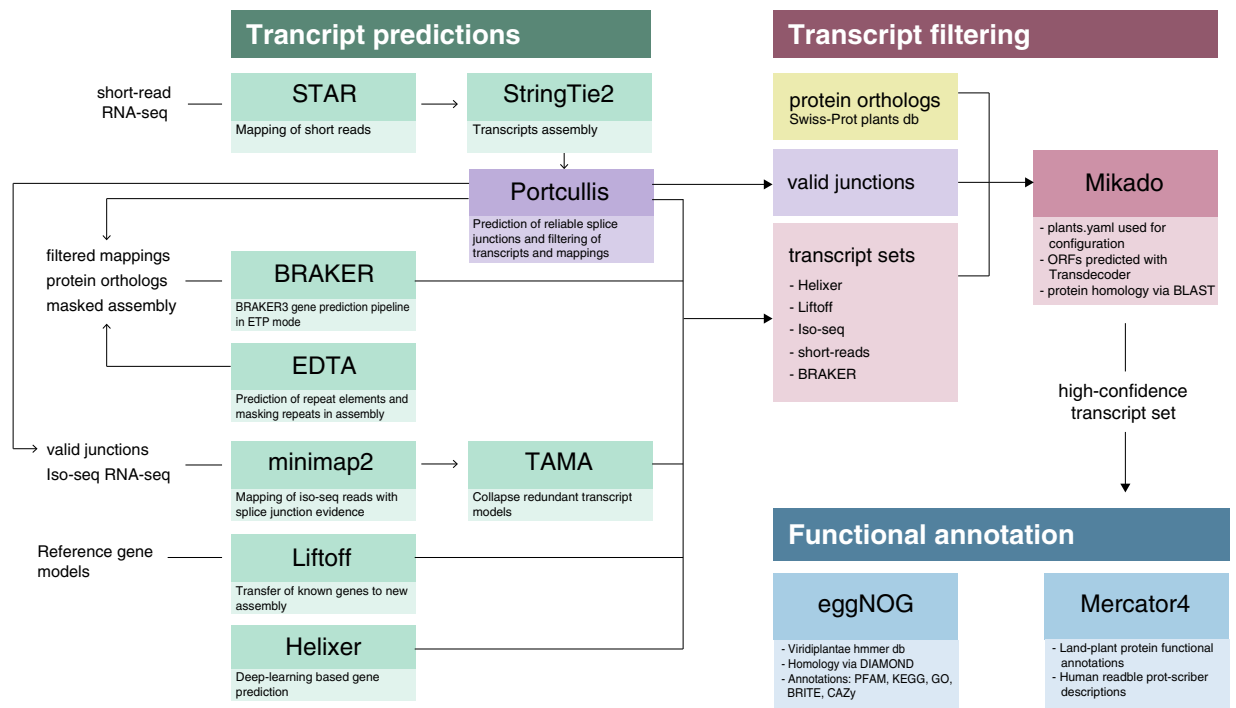 Trancript predictions
short-read
RNA-seq
STAR
Mapping of short reads
StringTie2
Transcripts assembly
Portcullis
Prediction of reliable splice
junctions and filtering of
transcripts and mappings
filtered mappings
protein orthologs
masked assembly
BRAKER
BRAKER3 gene prediction pipeline
in ETP mode
EDTA
Prediction of repeat elements and
masking repeats in assembly
valid junctions
Iso-seq RNA-seq
minimap2
Mapping of iso-seq reads with
splice junction evidence
TAMA
Collapse redundant transcript
models
Reference gene
models
Liftoff
Transfer of known genes to new
assembly
Helixer
Deep-learning based gene
prediction
Transcript filtering
protein orthologs
Swiss-Prot plants db
valid junctions
transcript sets
- Helixer
- Liftoff
- Iso-seq
- short-reads
- BRAKER
Mikado
- plants.yaml used for
configuration
- ORFs predicted with
Transdecoder
- protein homology via BLAST
high-confidence
transcript set
Functional annotation
eggNOG
- Viridiplantae hmmer db
- Homology via DIAMOND
- Annotations: PFAM, KEGG, GO,
BRITE, CAZy
Mercator4
- Land-plant protein functional
annotations
- Human readble prot-scriber
descriptions